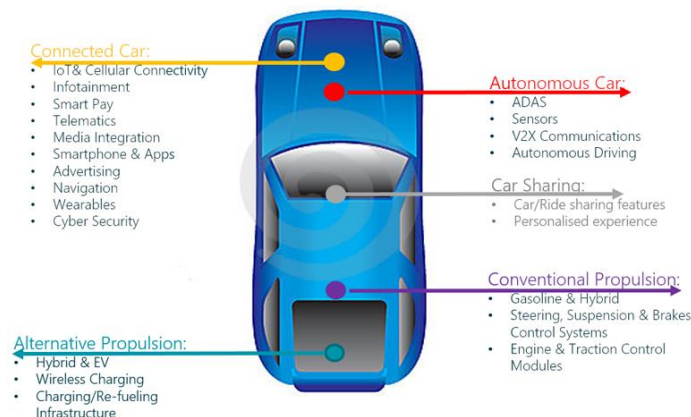 Connected Car:
IoT& Cellular Connectivity
Infotainment
Smart Pay
Telematics
Media Integration
Smartphone & Apps
Advertising
Navigation
Wearables
Cyber Security
Autonomous Car:
ADAS
Sensors
V2X Communications
Autonomous Driving
Car Sharing:
Car/Ride sharing features
Personalised experience
Conventional Propulsion:
Gasoline & Hybrid
Steering, Suspension & Brakes
Control Systems
Engine & Traction Control
Modules
Alternative Propulsion:
Hybrid & EV
Wireless Charging
Charging/Re-fueling
Infrastructure